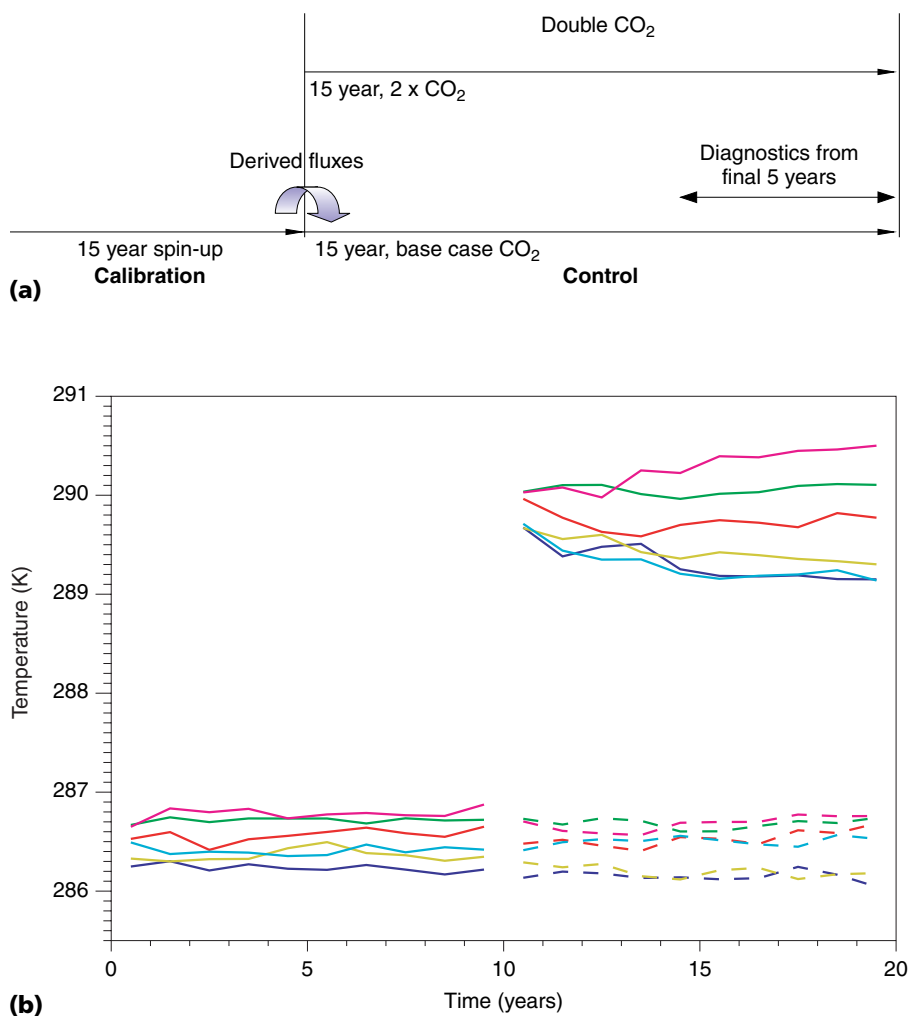 Double CO₂
15 year, 2 x CO₂
Derived fluxes
Diagnostics from
final 5 years
15 year spin-up
15 year, base case CO₂
Calibration
Control
(a)
291
290
289
288
287
286
Temperature (K)
0
5
10
15
20
Time (years)
(b)